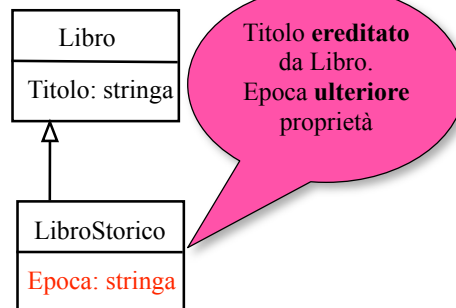 Libro
Titolo: stringa
Titolo ereditato
da Libro.
Epoca ulteriore
proprietà
LibroStorico
Epoca: stringa